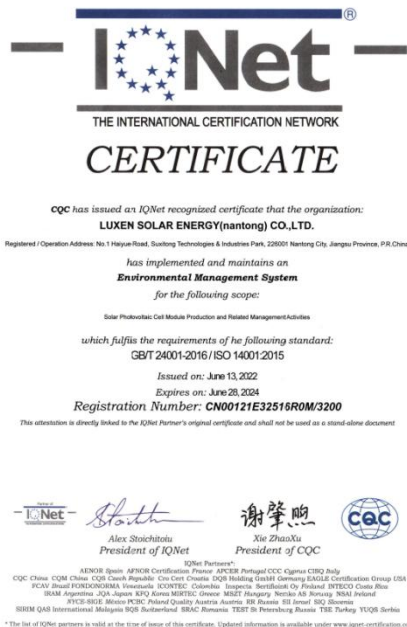 IQNet ®
THE INTERNATIONAL CERTIFICATION NETWORK
CERTIFICATE
CQC has issued an IQNet recognized certificate that the organization:
LUXEN SOLAR ENERGY(nantong) CO.,LTD.
Registered / Operation Address: No.1 Haiyue Road, Suxitong Technologies & Industries Park, 226001 Nantong City, Jiangsu Province, P.R.China
has implemented and maintains an
Environmental Management System
for the following scope:
Solar Photovoltaic Cell Module Production and Related Management Activities
which fulfils the requirements of he following standard:
GB/T 24001-2016 / ISO 14001:2015
Issued on: June 13, 2022
Expires on: June 28, 2024
Registration Number: CN00121E32516R0M/3200
This attestation is directly linked to the IQNet Partner's original certificate and shall not be used as a stand-alone document
Partner of
IQNet
谢肇煦
CQC
Alex Stoichitoiu
Xie ZhaoXu
President of IQNet
President of CQC
IQNet Partners*:
AENOR Spain AFNOR Certification France APCER Portugal CCC Cyprus CISQ Italy
CQC China CQM China CQS Czech Republic Cro Cert Croatia DQS Holding GmbH Germany EAGLE Certification Group USA
FCAV Brazil FONDONORMA Venezuela ICONTEC Colombia Inspecta Sertifiointi Oy Finland INTECO Costa Rica
IRAM Argentina JQA Japan KFQ Korea MIRTEC Greece MSZT Hungary Nemko AS Norway NSAI Ireland
NYCE-SIGE México PCBC Poland Quality Austria Austria RR Russia SII Israel SIQ Slovenia
SIRIM QAS International Malaysia SQS Switzerland SRAC Romania TEST St Petersburg Russia TSE Turkey YUQS Serbia
* The list of IQNet partners is valid at the time of issue of this certificate. Updated information is available under www.iqnet-certification.co